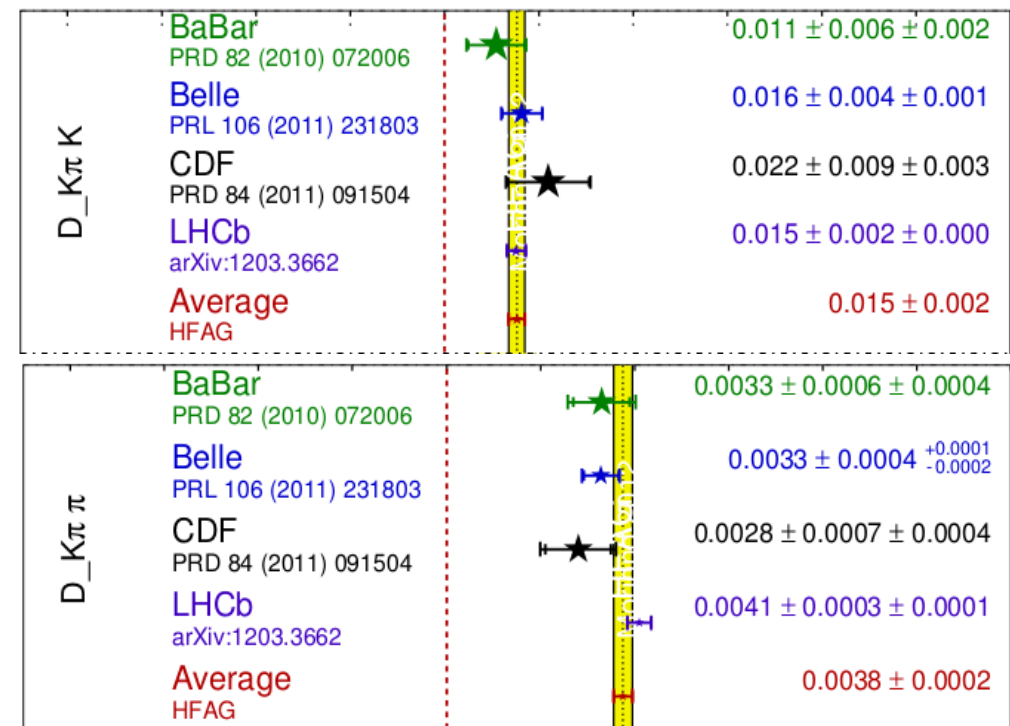 D_Kπ K
BaBar
PRD 82 (2010) 072006
0.011 ± 0.006 ± 0.002
Belle
PRL 106 (2011) 231803
0.016 ± 0.004 ± 0.001
CDF
PRD 84 (2011) 091504
0.022 ± 0.009 ± 0.003
LHCb
arXiv:1203.3662
0.015 ± 0.002 ± 0.000
Average
HFAG
0.015 ± 0.002
D_Kπ π
BaBar
PRD 82 (2010) 072006
0.0033 ± 0.0006 ± 0.0004
Belle
PRL 106 (2011) 231803
0.0033 ± 0.0004 +0.0001 -0.0002
CDF
PRD 84 (2011) 091504
0.0028 ± 0.0007 ± 0.0004
LHCb
arXiv:1203.3662
0.0041 ± 0.0003 ± 0.0001
Average
HFAG
0.0038 ± 0.0002